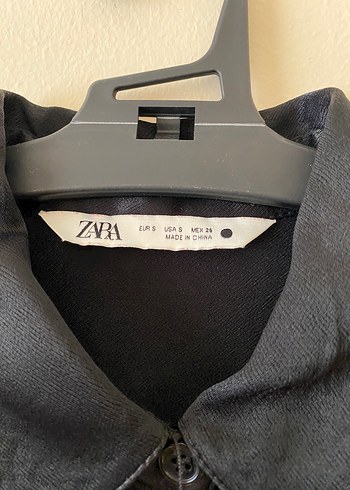 ZARA
EUR S USA S MEX 26
MADE IN CHINA